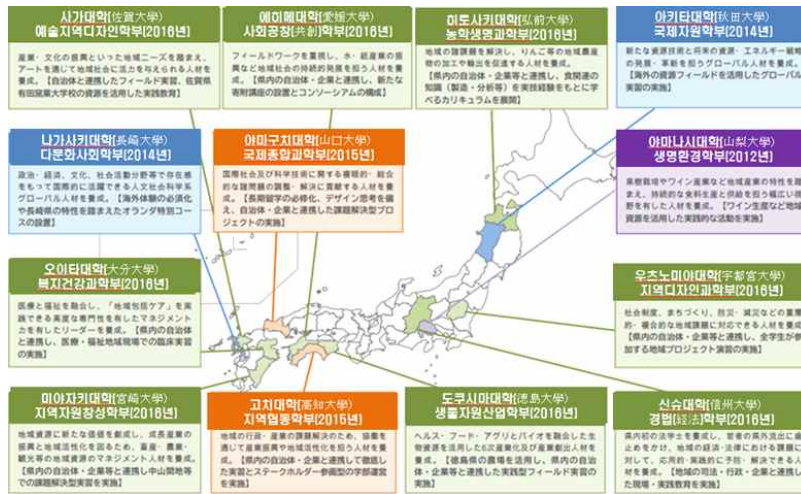 사가대학(佐賀大學)
예술지역디자인학부(2016년)
産業・文化の振興といった地域ニーズを踏まえ、
アートを通じて地域社会に活力を与えられる人材を
養成。【自治体と連携したフィールド実習、佐賀県
有田窯業大学校の資源を活用した実践教育】
에히메대학(愛媛大學)
사회공창(共創)학부(2016년)
フィールドワークを重視し、水・紙産業の振
興など地域社会の持続的発展を担う人材を養
成。【県内の自治体・企業と連携し、新たな
寄附講座の設置とコンソーシアムの構成】
히로사키대학(弘前大學)
농학생명과학부(2016년)
地域の諸課題を解決し、りんご等の地域農産
物の加工や輸出を促進する人材を養成。
【県内の自治体・企業等と連携し、食関連の
知識(製造・分析等)を実技経験をもとに学
べるカリキュラムを展開】
아키타대학(秋田大學)
국제자원학부(2014년)
新たな資源技術と将来の資源・エネルギー戦略
の発展・革新を担うグローバル人材を養成。
【海外の資源フィールドを活用したグローバル
実習の実施】
나가사키대학(長崎大學)
다문화사회학부(2014년)
政治・経済、文化、社会活動分野等で存在感
をもって国際的に活躍できる人文社会科学系
グローバル人材を養成。【海外体験の必須化
や長崎県の特性を踏まえたオランダ特別コー
スの設置】
야마구치대학(山口大學)
국제종합과학부(2015년)
国際社会及び科学技術に関する複眼的・総合
的な諸問題の調整・解決に貢献する人材を養
成。【長期留学の必修化、デザイン思考を備
え、自治体・企業と連携した課題解決型プロ
ジェクトの実施】
야마나시대학(山梨大學)
생명환경학부(2012년)
果樹栽培やワイン産業など地域産業の特性を踏
まえ、持続的な食料生産と供給を担う幅広い視
野を有した人材を養成。【ワイン生産など地域
資源を活用した実践的な活動を実施】
오이타대학(大分大學)
복지건강과학부(2016년)
医療と福祉を融合し、「地域包括ケア」を実
践できる高度な専門性を有したマネジメント
力を有したリーダーを養成。【県内の自治体
と連携し、医療・福祉地域現場での臨床実習
の実施】
우츠노미야대학(宇都宮大學)
지역디자인과학부(2016년)
社会制度、まちづくり、防災・減災などの重層
的・複合的な地域課題に対応できる人材を養成。
【県内の自治体・企業等と連携し、全学生が参
加する地域プロジェクト演習の実施】
미야자키대학(宮崎大學)
지역자원창성학부(2016년)
地域資源に新たな価値を創成し、成長産業の
振興と地域活性化を図るため、畜産・農業・
観光等の地域資源のマネジメント人材を養成。
【県内の自治体・企業等と連携し中山間地等
での課題解決型実習を実施】
고치대학(高知大學)
지역협동학부(2015년)
地域の行政・産業の課題解決のため、協働を
通じて産業振興や地域活性化を担う人材を養
成。【県内の自治体・企業と連携して徹底し
た実習とステークホルダー参画型の学部運営
を実施】
도쿠시마대학(徳島大學)
생물자원산업학부(2016년)
ヘルス・フード・アグリとバイオを融合した生
物資源を活用した6次産業化及び産業創出人材を
養成。【徳島県の農場を活用し、県内の自治
体・企業等と連携した実践型フィールド実習の
実施】
신슈대학(信州大學)
경법(経法)학부(2016년)
県内初の法学士を養成し、若者の県外流出に歯
止めをかけ、地域の経済・法律における課題に
対して、応用的・実践的に予防・解決できる人
材を養成。【地域の司法・行政・企業と連携し
た現場・実践教育を実施】